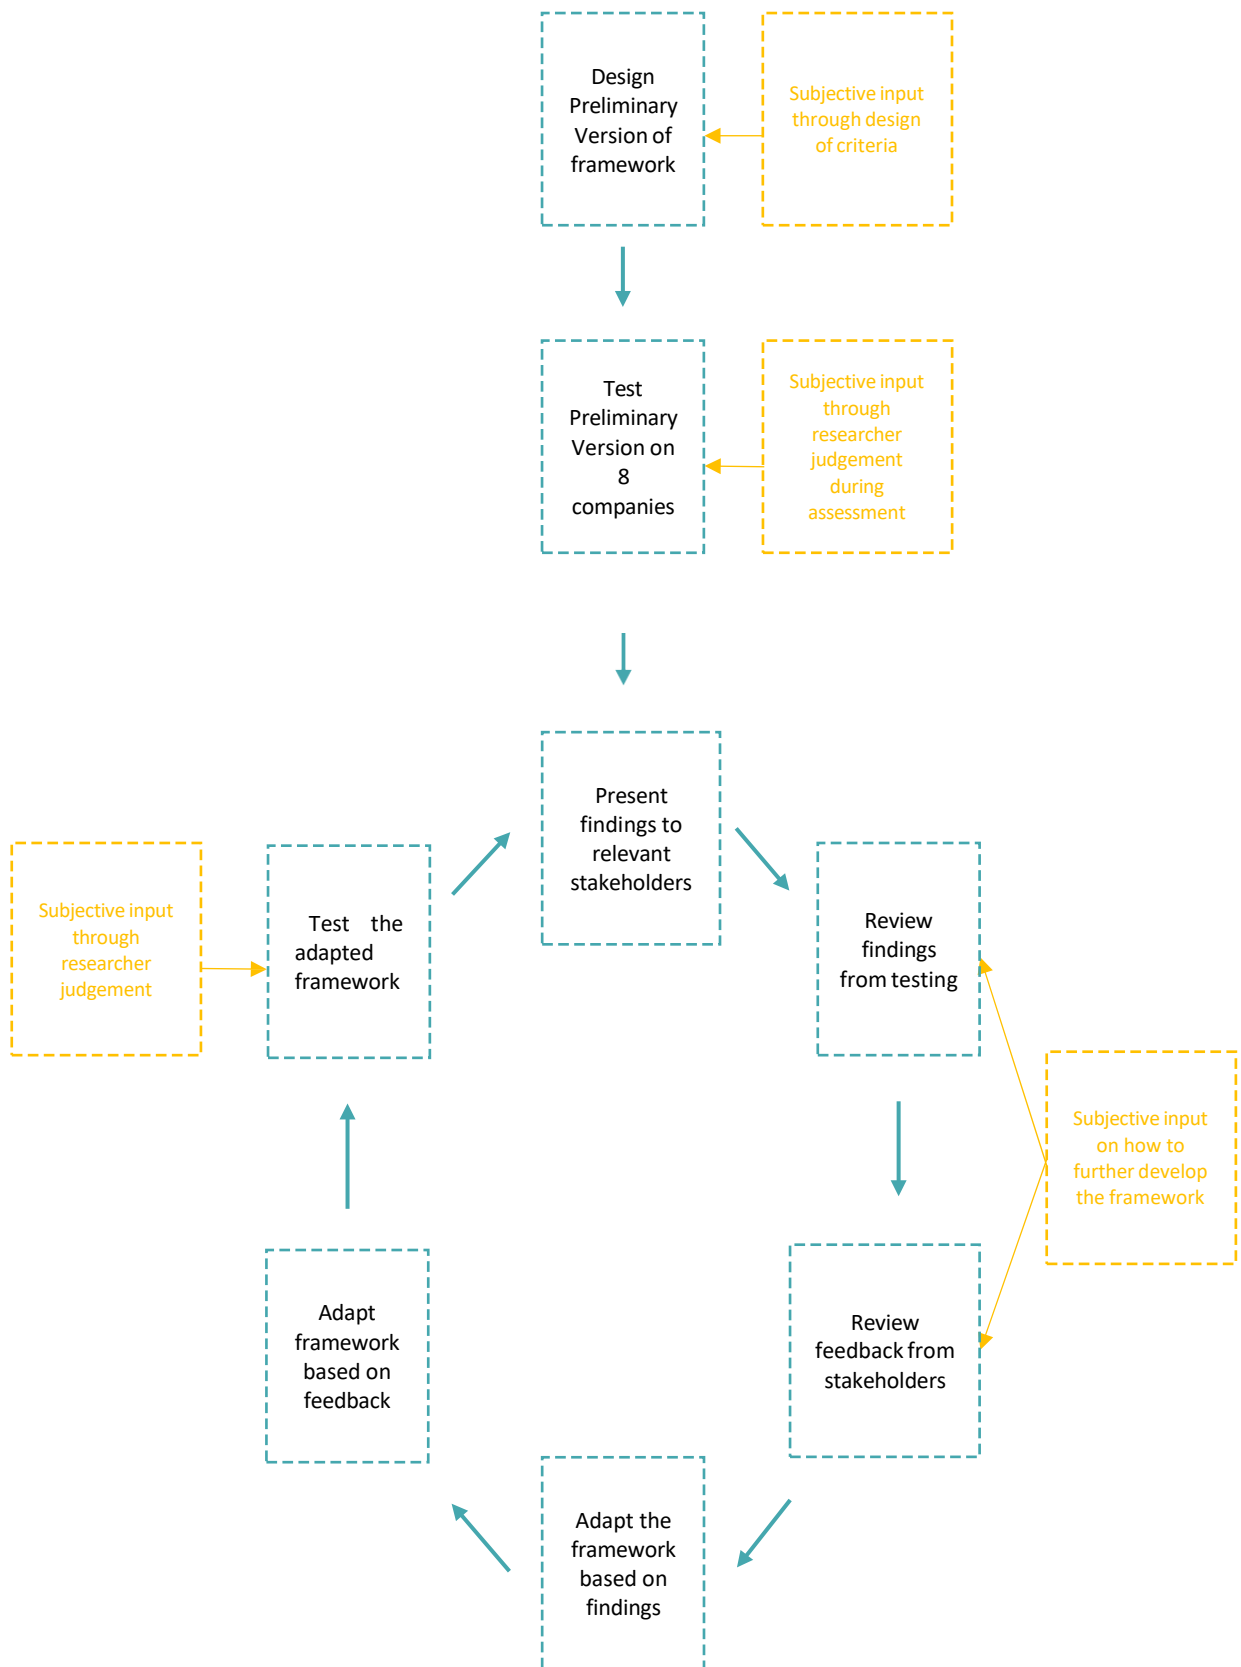 Design
Preliminary
Version of
framework
Subjective input
through design
of criteria
Test
Preliminary
Version on
8
companies
Subjective input
through
researcher
judgement
during
assessment
Present
findings to
relevant
stakeholders
Subjective input
through
researcher
judgement
Test the
adapted
framework
Review
findings
from testing
Subjective input
on how to
further develop
the framework
Adapt
framework
based on
feedback
Review
feedback from
stakeholders
Adapt the
framework
based on
findings